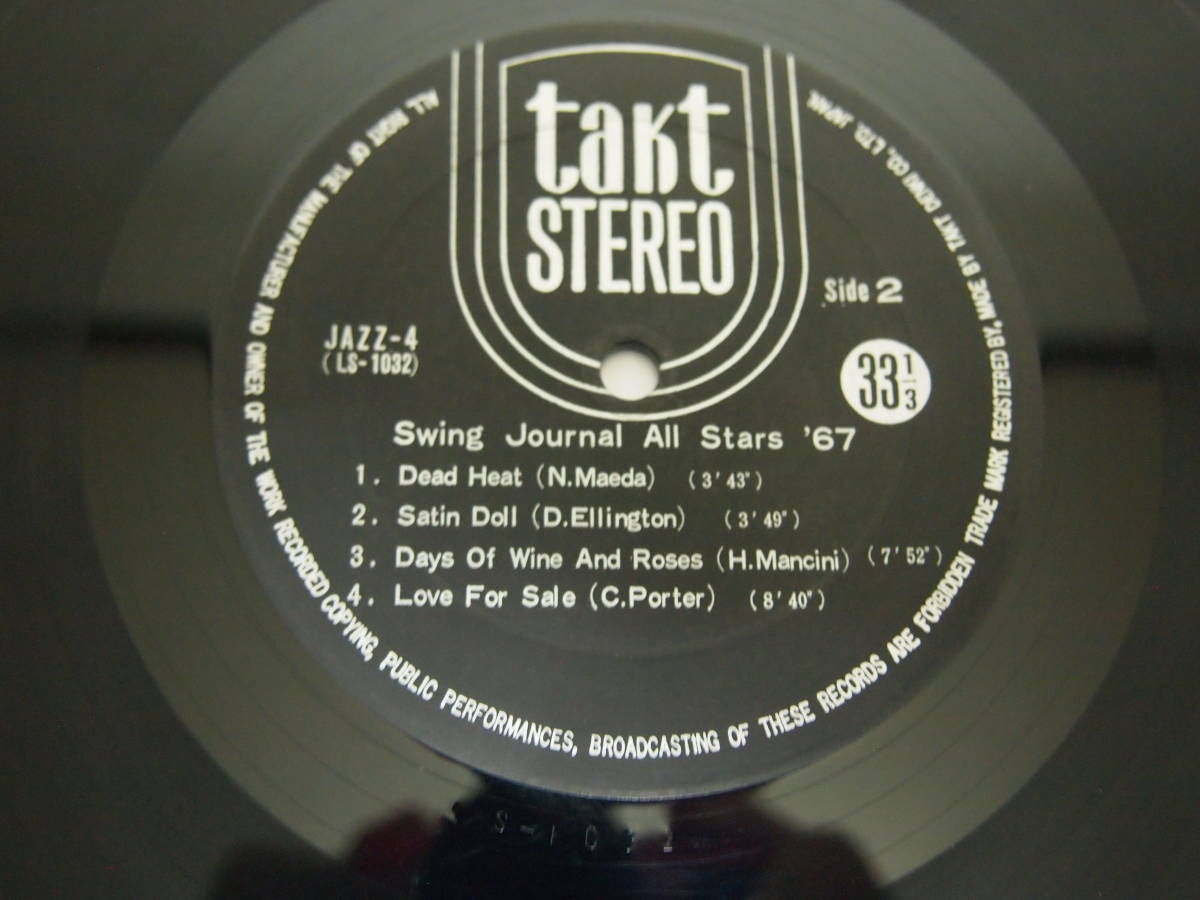 takt
STEREO
Side 2
JAZZ-4
(LS-1032)
33 1/3
Swing Journal All Stars '67
1. Dead Heat (N.Maeda) (3'43")
2. Satin Doll (D.Ellington) (3'49")
3. Days Of Wine And Roses (H.Mancini) (7'52")
4. Love For Sale (C.Porter) (8'40")
ALL RIGHT OF THE MANUFACTURER AND OWNER OF THE WORK RECORDED COPYING, PUBLIC PERFORMANCES, BROADCASTING OF THESE RECORDS ARE FORBIDDEN TRADE MARK REGISTERED BY, MADE BY TAKT DENKI CO., LTD. JAPAN.